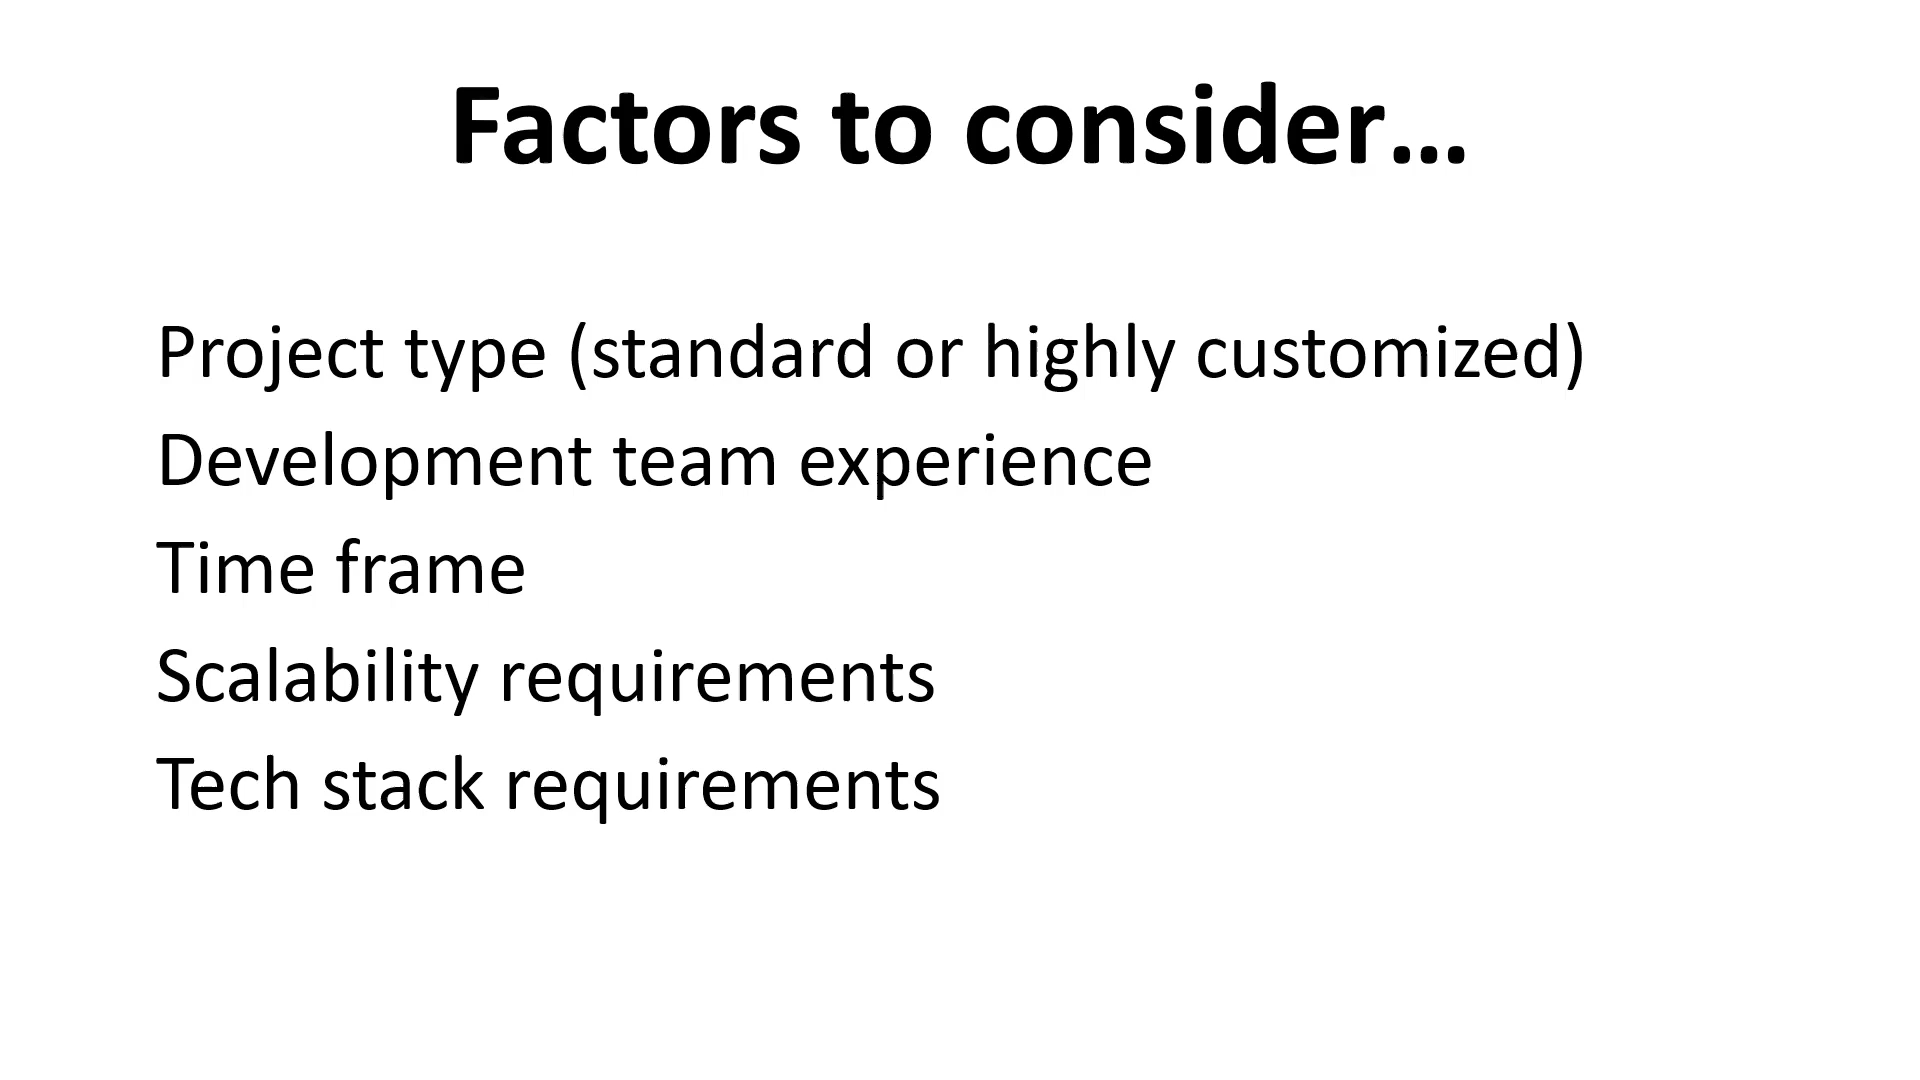 Factors to consider…
Project type (standard or highly customized)
Development team experience
Time frame
Scalability requirements
Tech stack requirements